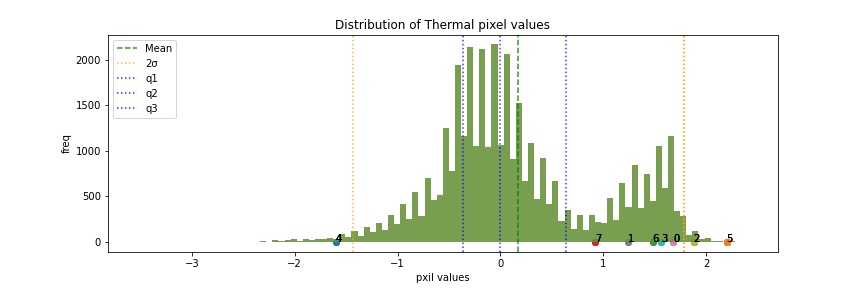 Distribution of Thermal pixel values
Mean
2σ
q1
q2
q3
freq
2000
1500
1000
500
0
4 7 1 6 3 0 2 5
−3 −2 −1 0 1 2
pxil values